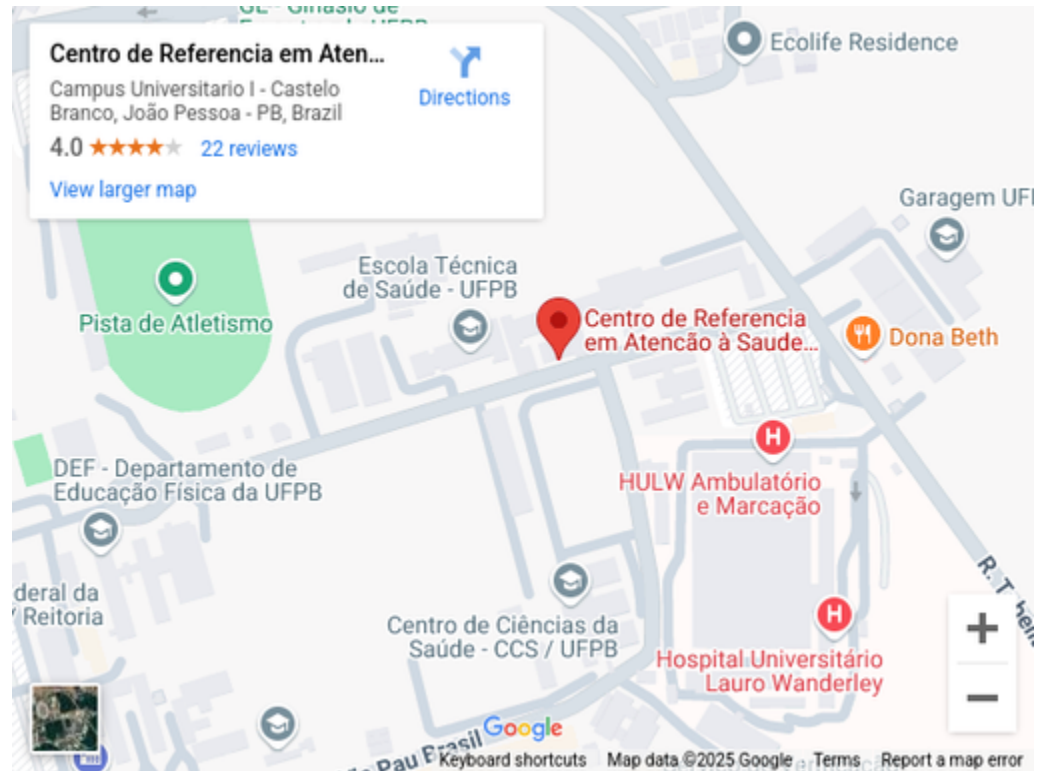 Centro de Referencia em Aten...
Campus Universitario I - Castelo
Branco, João Pessoa - PB, Brazil
4.0
22 reviews
View larger map
Directions
Ecolife Residence
Garagem
Escola Técnica
de Saúde - UFPB
Pista de Atletismo
Centro de Referencia
em Atencão à Saude...
Dona Beth
H
HULW Ambulatório
e Marcação
DEF - Departamento de
Educação Física da UFPB
deral da
/ Reitoria
Centro de Ciências da
Saúde - CCS / UFPB
H
Hospital Universitário
Lauro Wanderley
R.
+
−
Pau Brasil
Google
Keyboard shortcuts
Map data ©2025 Google
Terms
Report a map error